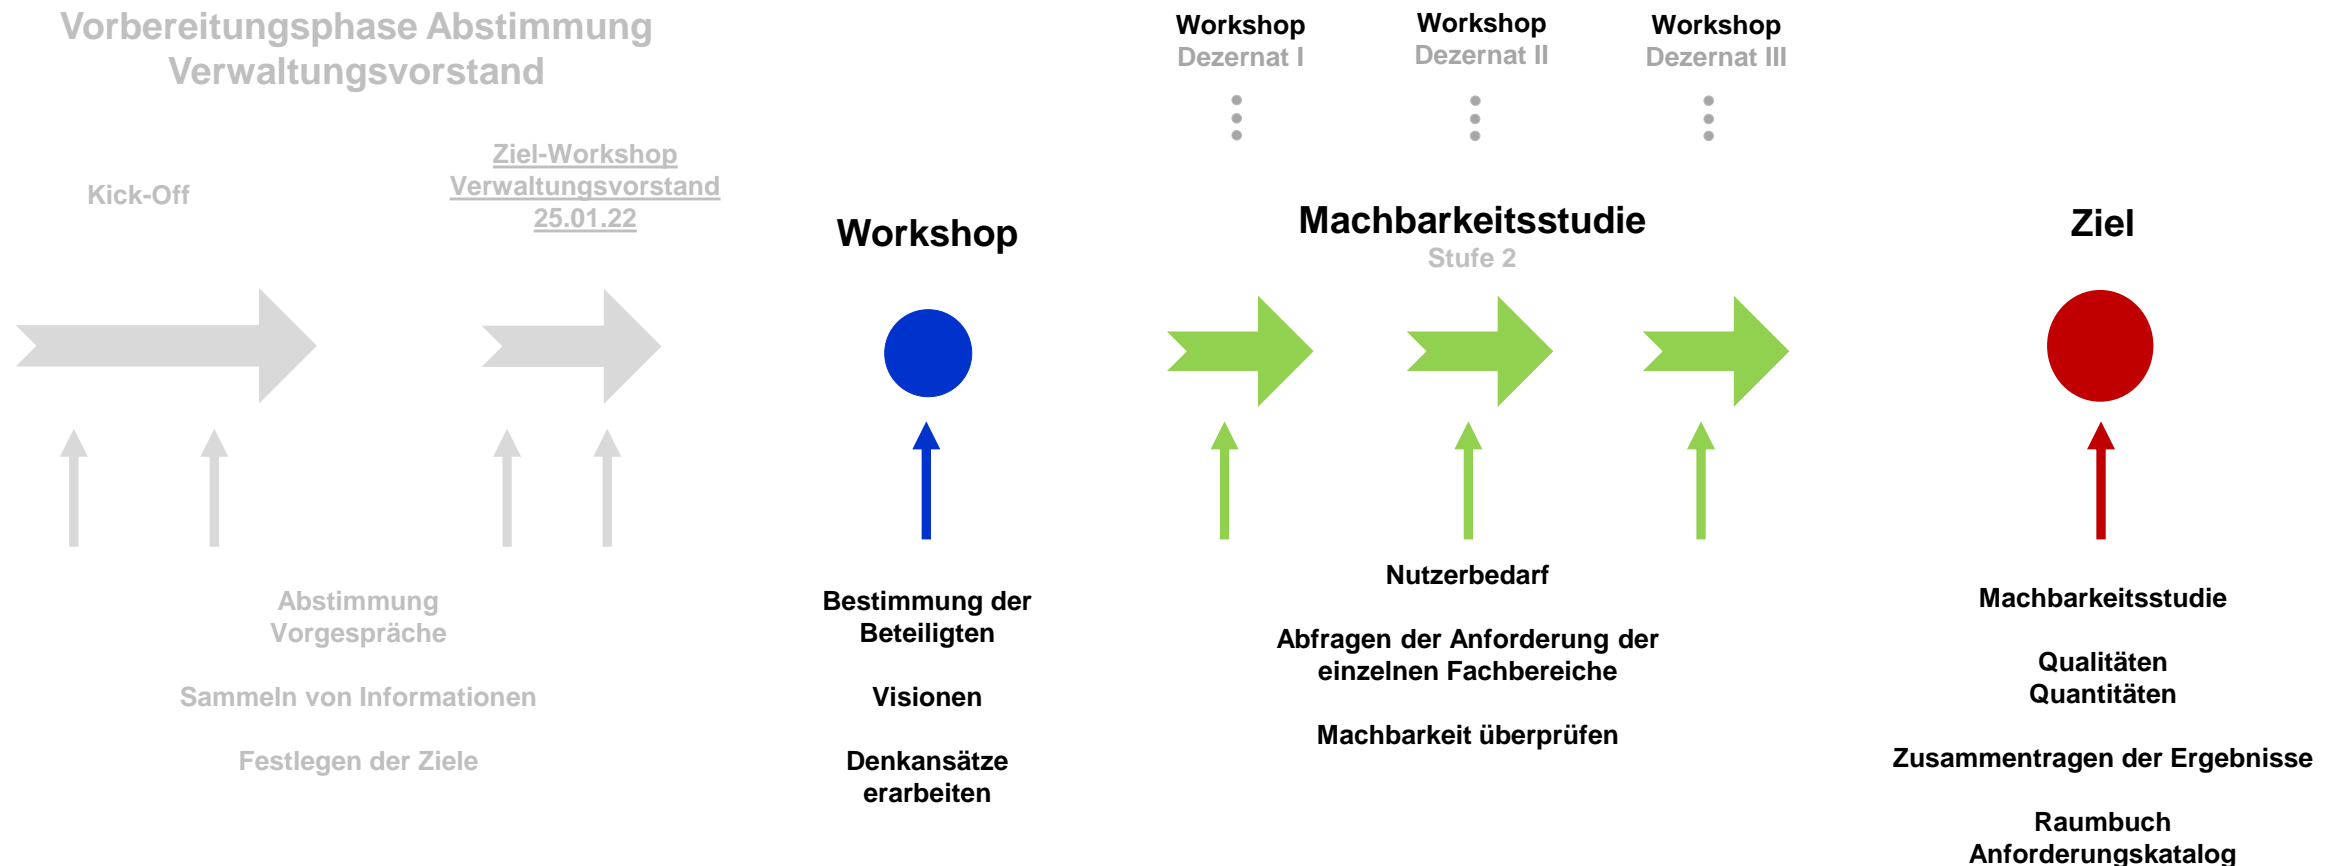 Vorbereitungsphase Abstimmung
Verwaltungsvorstand
Kick-Off
Ziel-Workshop
Verwaltungsvorstand
25.01.22
Abstimmung
Vorgespräche
Sammeln von Informationen
Festlegen der Ziele
Workshop
Bestimmung der
Beteiligten
Visionen
Denkansätze
erarbeiten
Workshop
Dezernat I
Workshop
Dezernat II
Workshop
Dezernat III
Machbarkeitsstudie
Stufe 2
Nutzerbedarf
Abfragen der Anforderung der
einzelnen Fachbereiche
Machbarkeit überprüfen
Ziel
Machbarkeitsstudie
Qualitäten
Quantitäten
Zusammentragen der Ergebnisse
Raumbuch
Anforderungskatalog